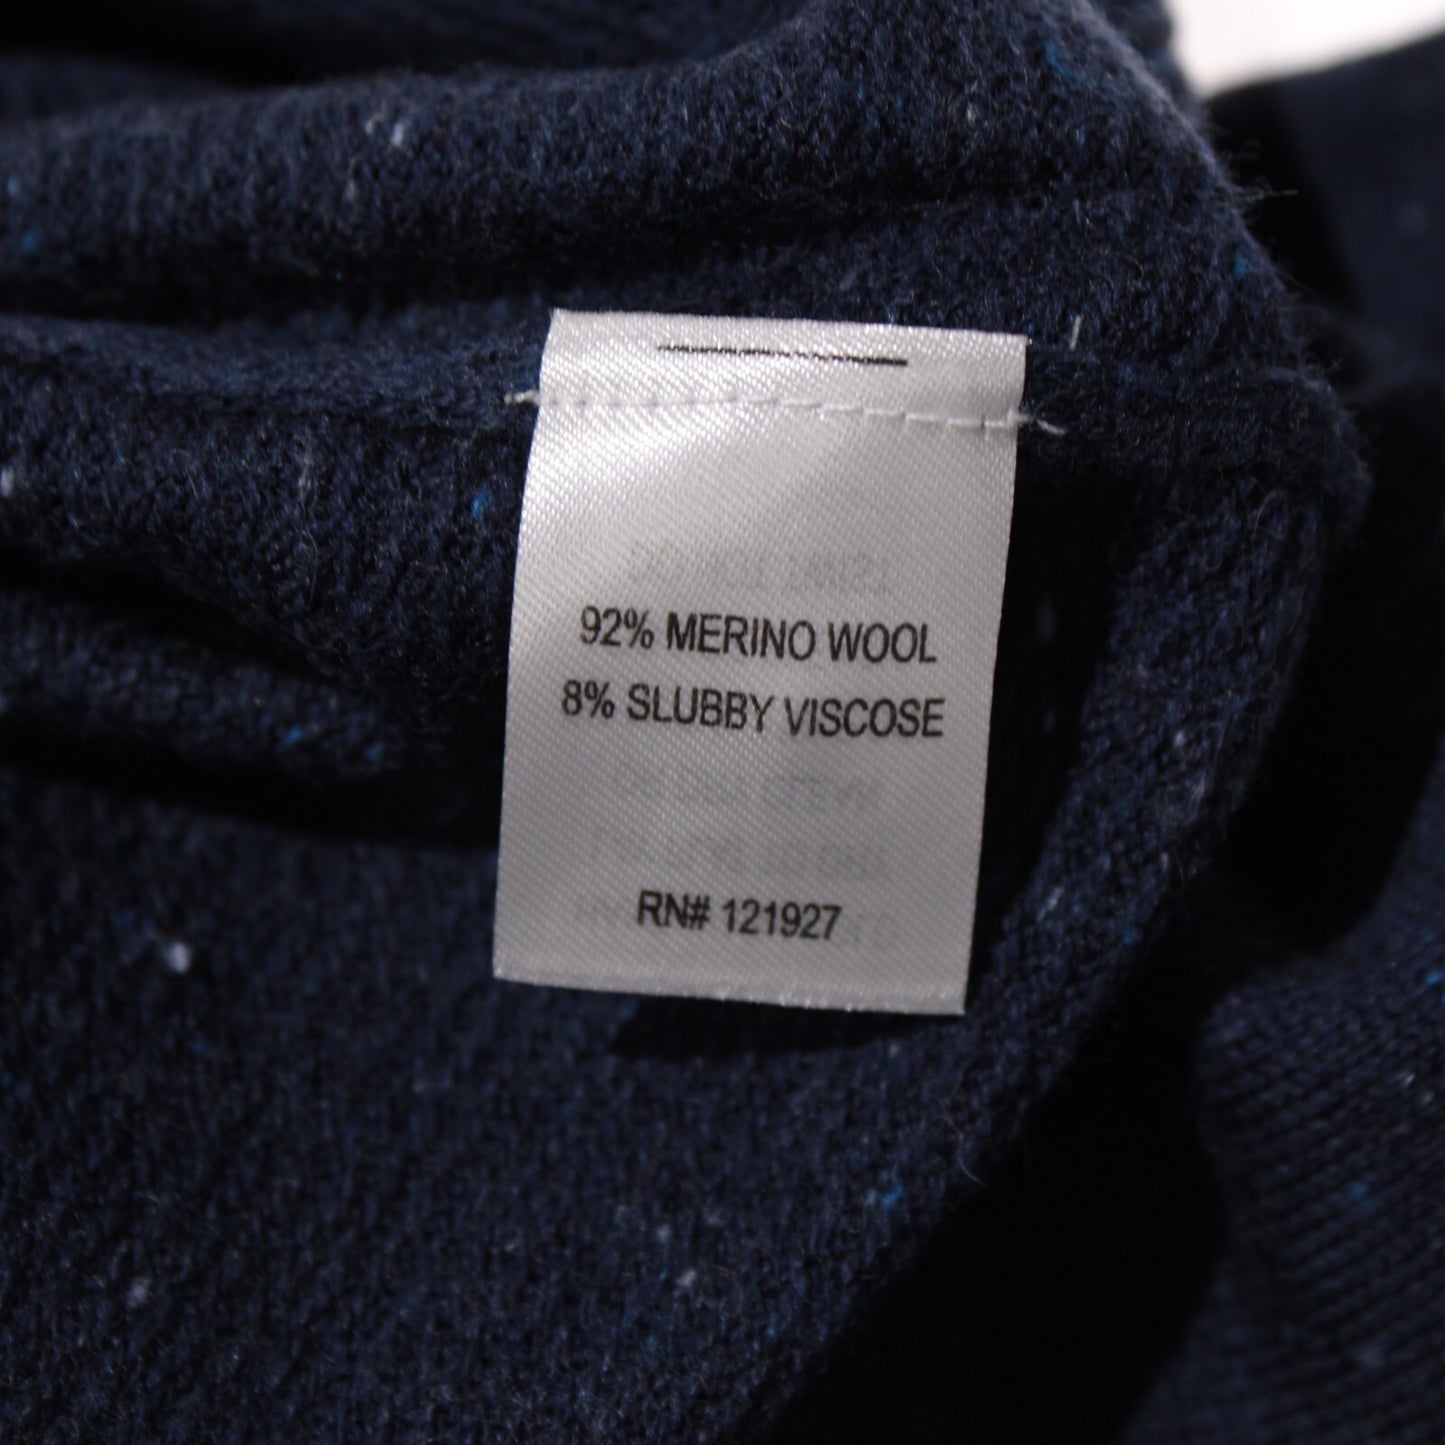 92% MERINO WOOL
8% SLUBBY VISCOSE
RN# 121927